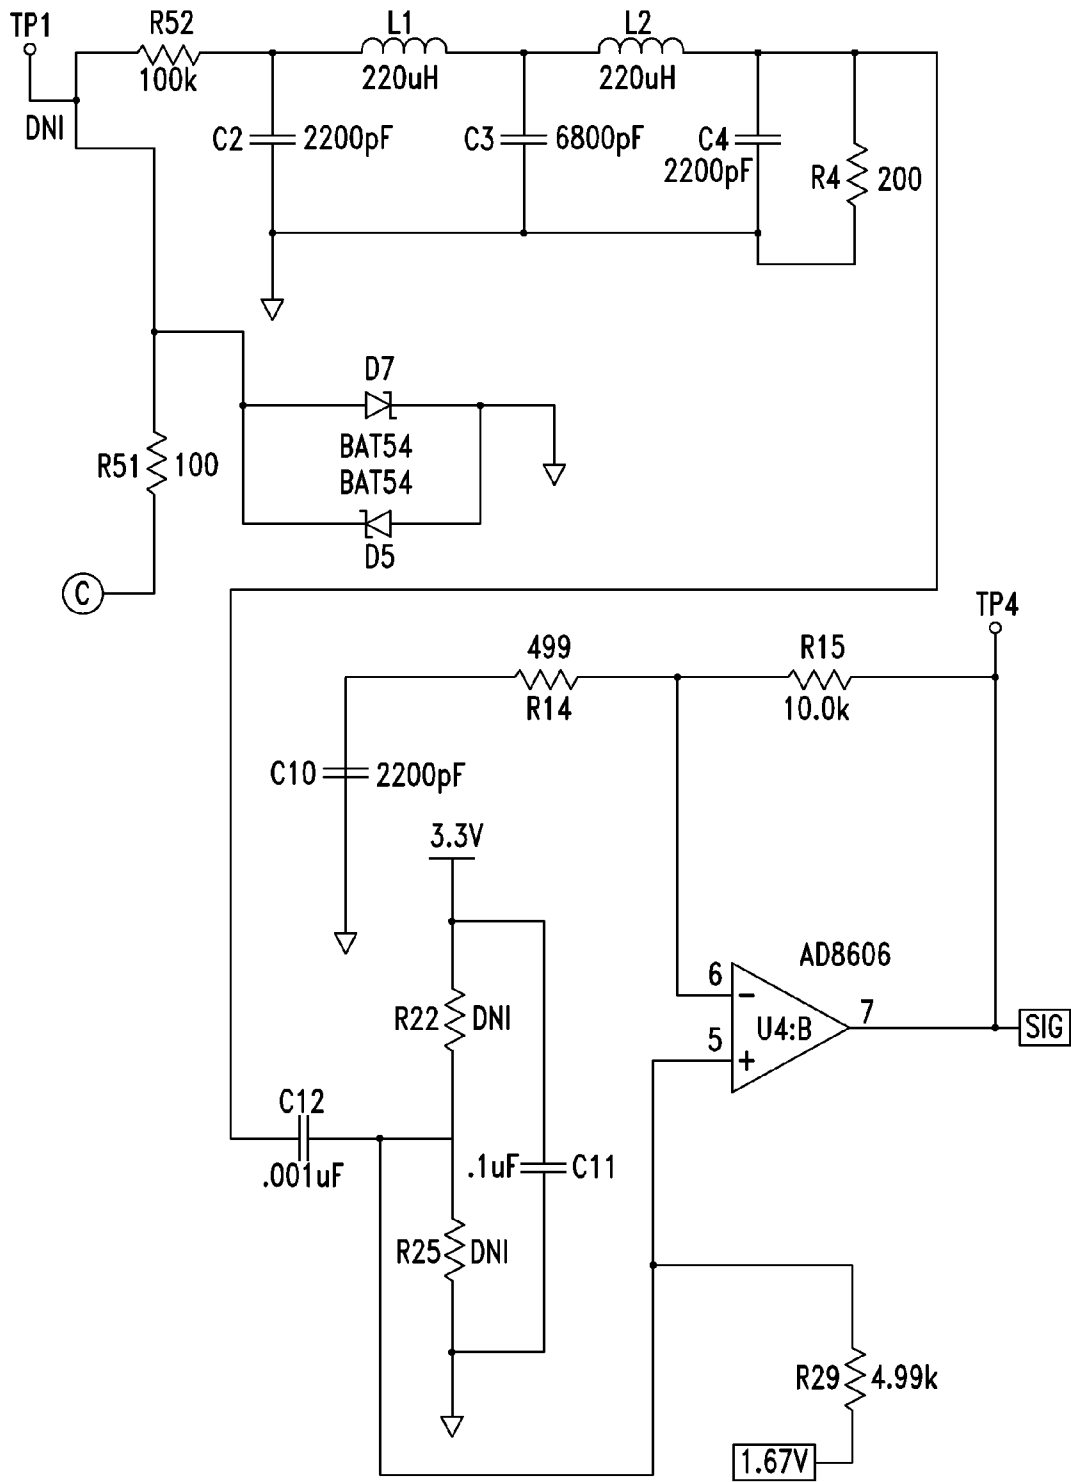 TP1
R52
L1
L2
100k
220uH
220uH
DNI
C2
2200pF
C3
6800pF
C4
2200pF
R4
200
D7
BAT54
BAT54
D5
R51
100
C
TP4
499
R15
R14
10.0k
C10
2200pF
3.3V
AD8606
6
−
U4:B
7
5
+
SIG
R22
DNI
C12
.001uF
.1uF
C11
R25
DNI
R29
4.99k
1.67V